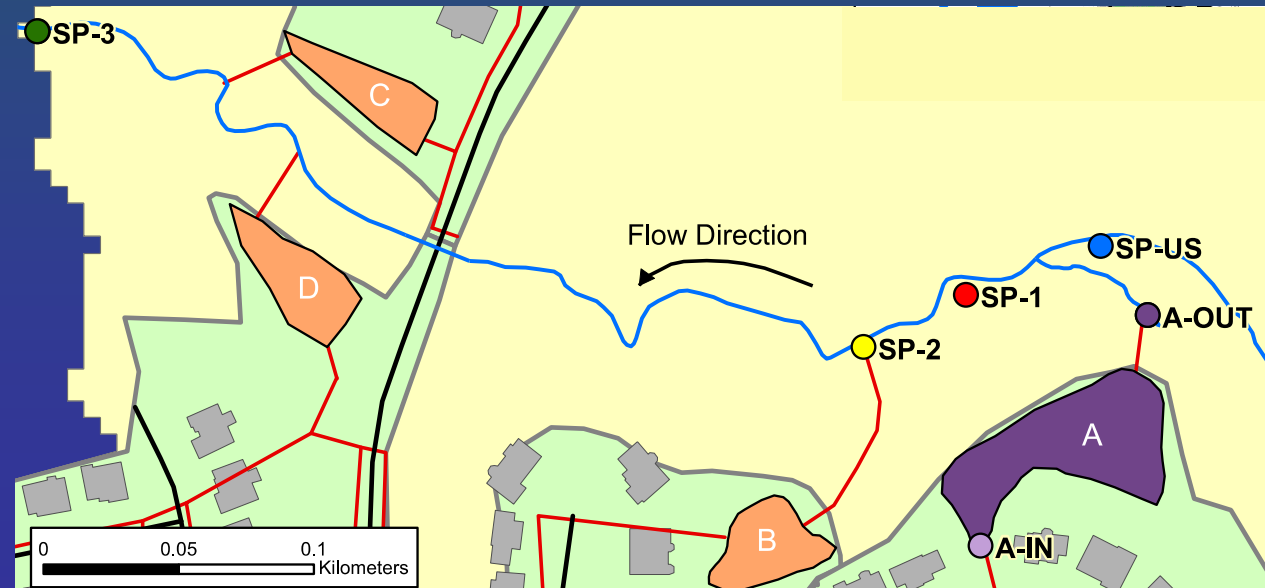 SP-3
C
Flow Direction
SP-US
SP-1
A-OUT
D
SP-2
A
B
A-IN
0 0.05 0.1
Kilometers